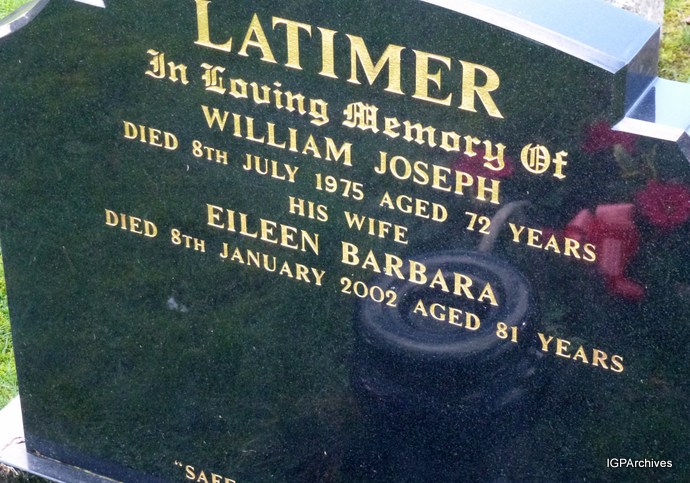 LATIMER
In Loving Memory Of
WILLIAM JOSEPH
DIED 8TH JULY 1975 AGED 72 YEARS
HIS WIFE
EILEEN BARBARA
DIED 8TH JANUARY 2002 AGED 81 YEARS
"SAFE
IGPArchives